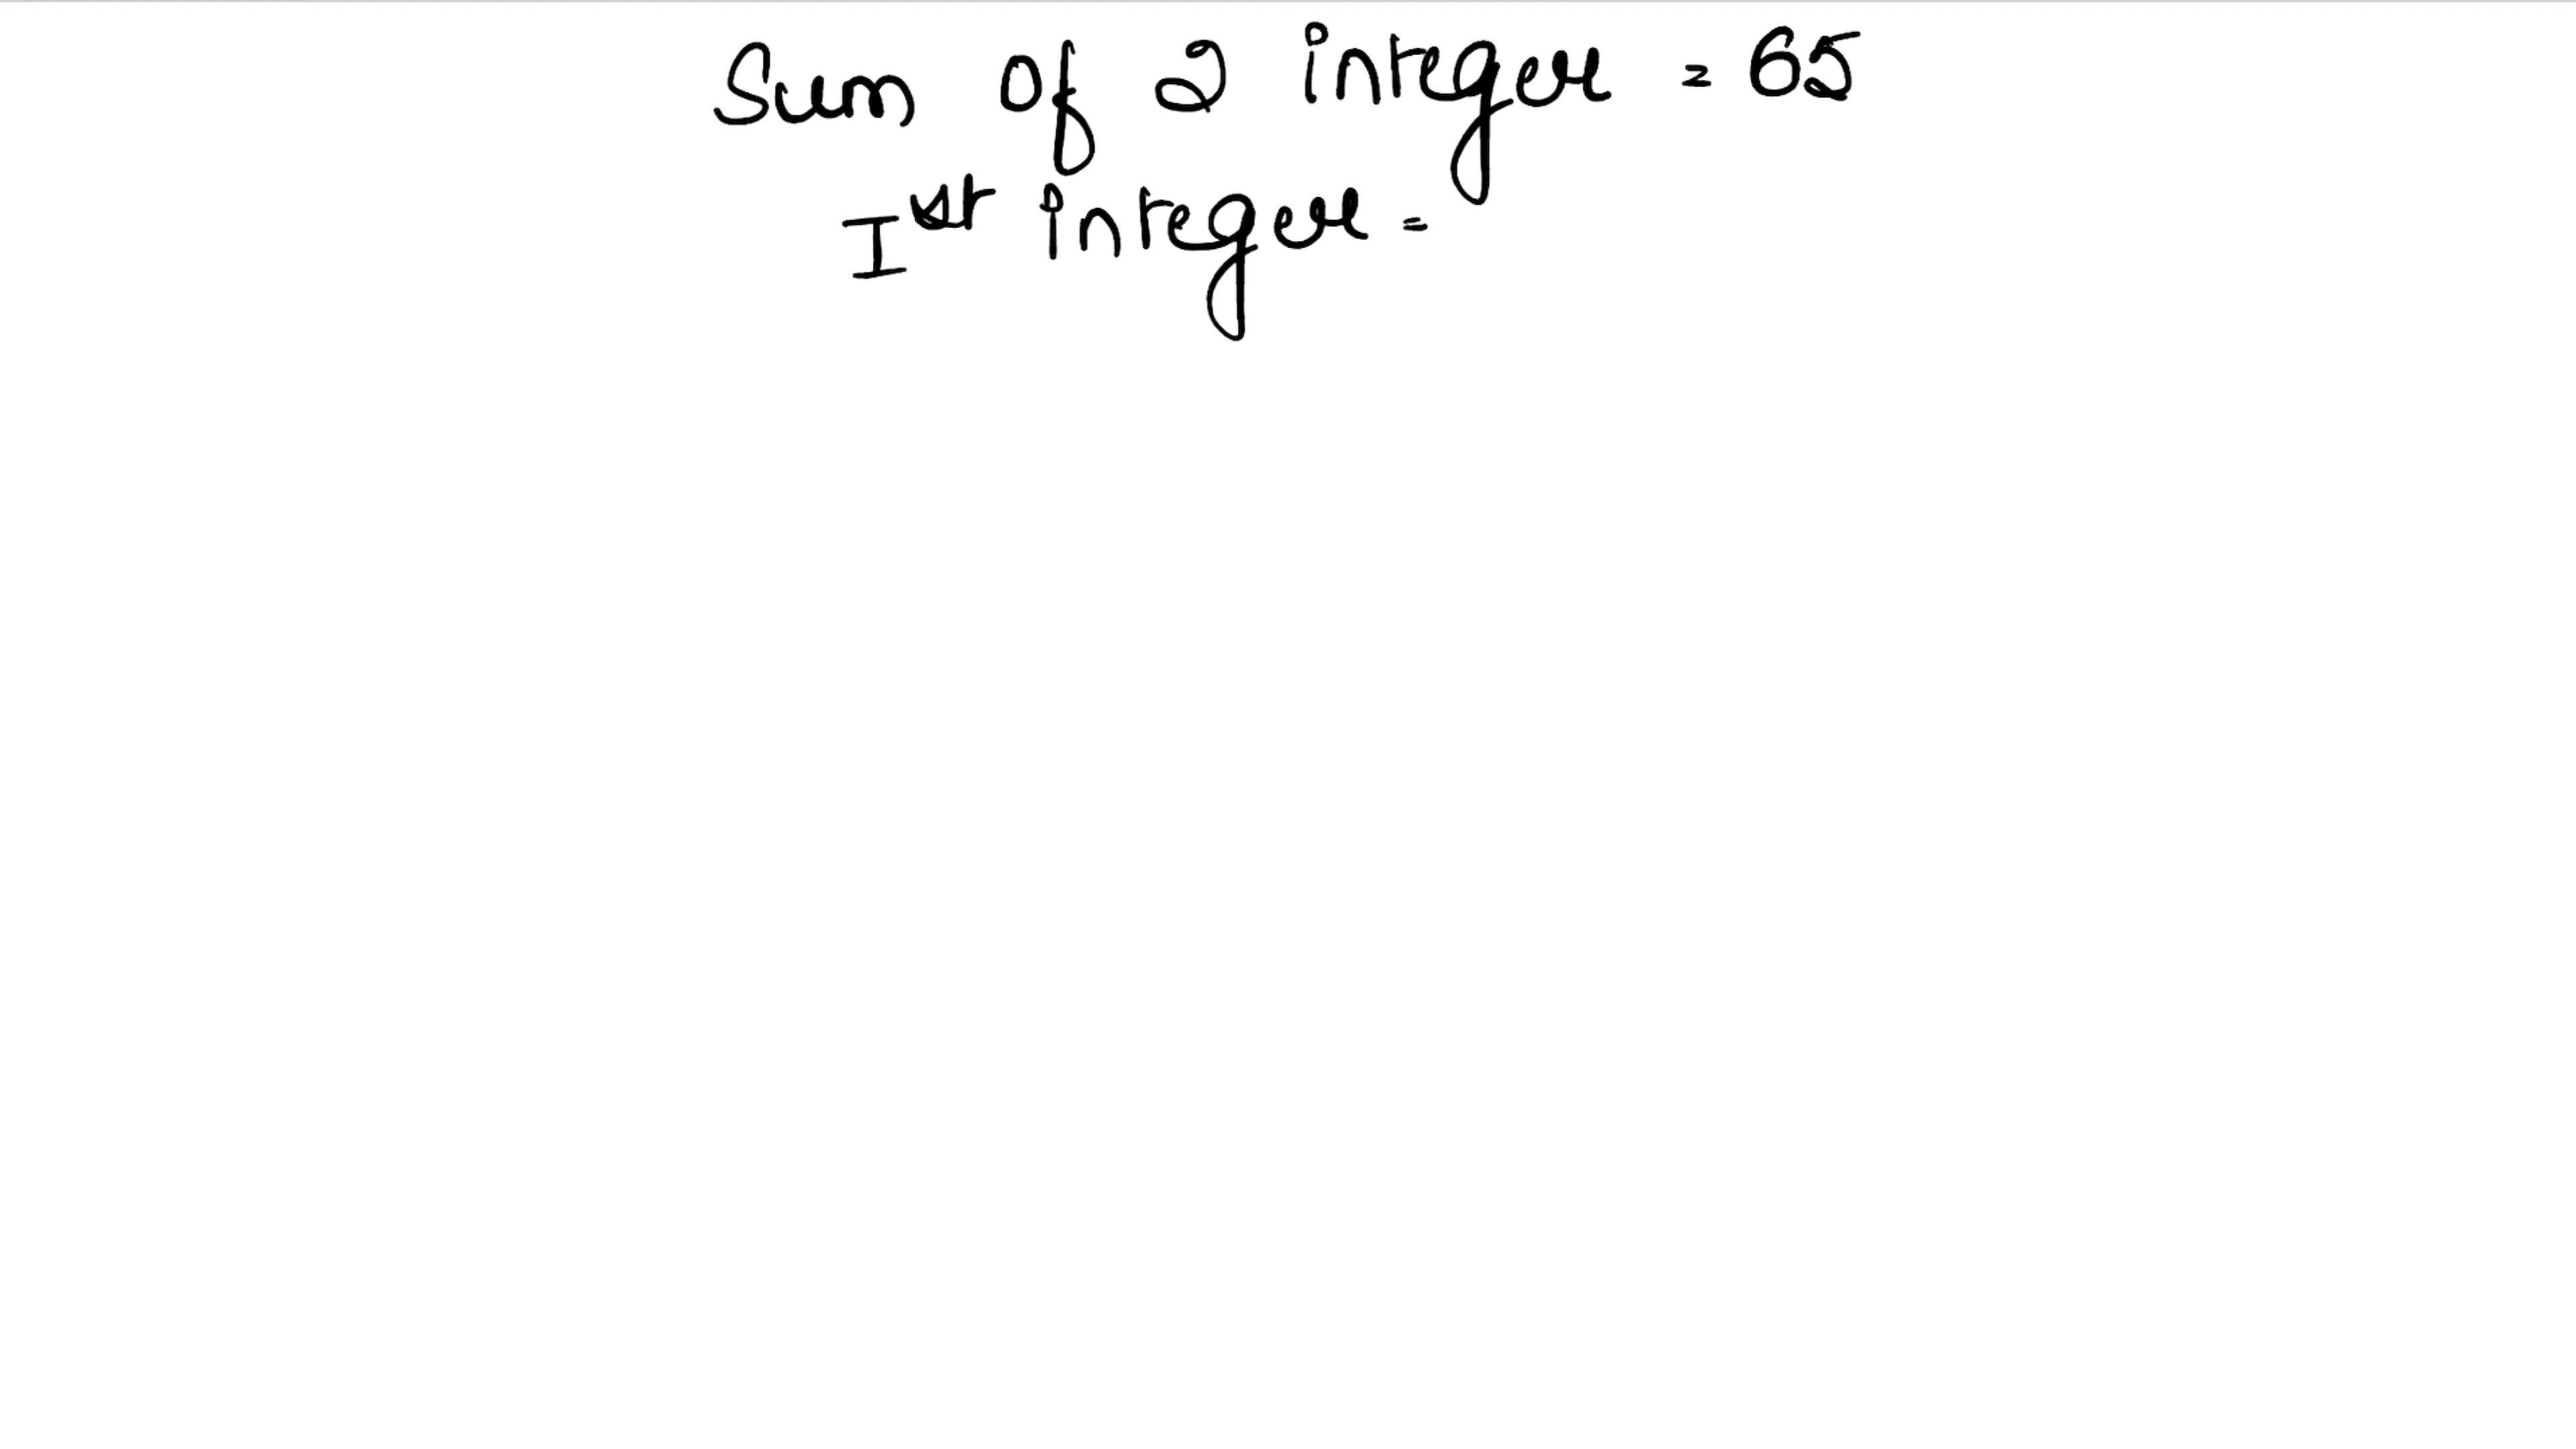 Sum of 2 integer = 65
Ist integer =